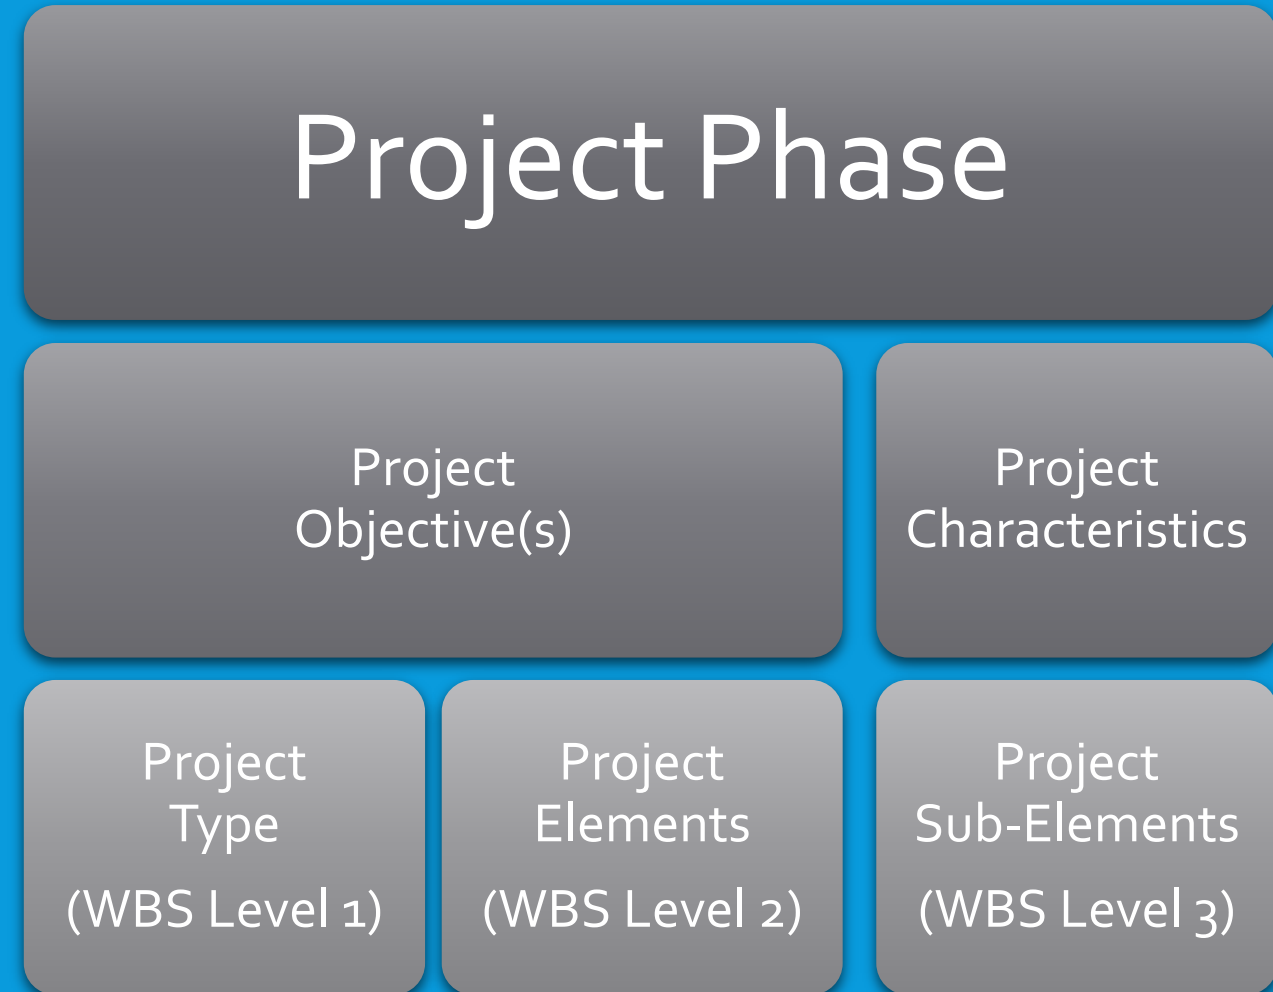 Project Phase
Project
Objective(s)
Project
Characteristics
Project
Type
(WBS Level 1)
Project
Elements
(WBS Level 2)
Project
Sub-Elements
(WBS Level 3)